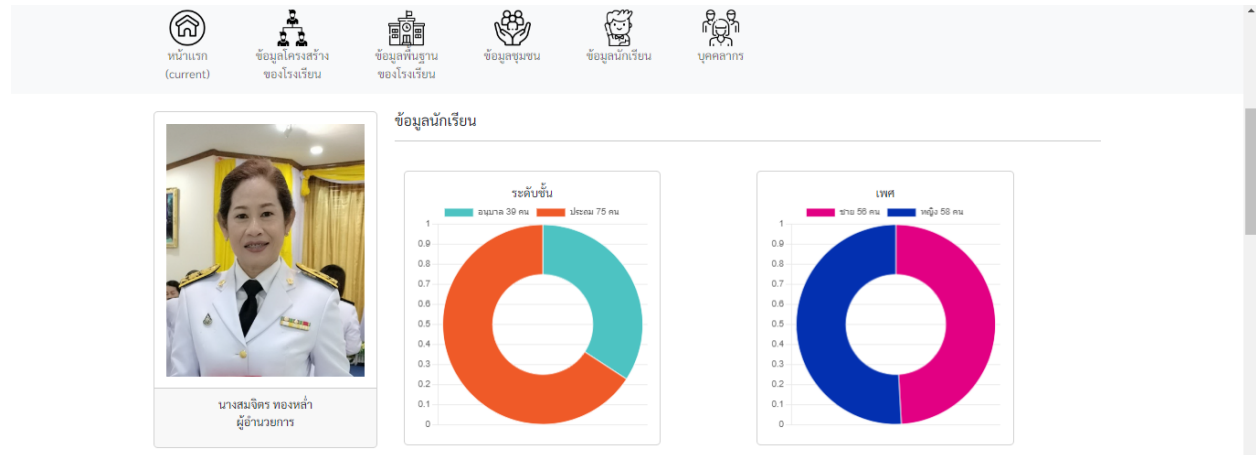 หน้าแรก
(current)
ข้อมูลโครงสร้าง
ของโรงเรียน
ข้อมูลพื้นฐาน
ของโรงเรียน
ข้อมูลชุมชน
ข้อมูลนักเรียน
บุคคลากร
นางสมจิตร ทองหล่ำ
ผู้อำนวยการ
ข้อมูลนักเรียน
ระดับชั้น
อนุบาล 39 คน ประถม 75 คน
1
0.9
0.8
0.7
0.6
0.5
0.4
0.3
0.2
0.1
0
เพศ
ชาย 56 คน หญิง 58 คน
1
0.9
0.8
0.7
0.6
0.5
0.4
0.3
0.2
0.1
0